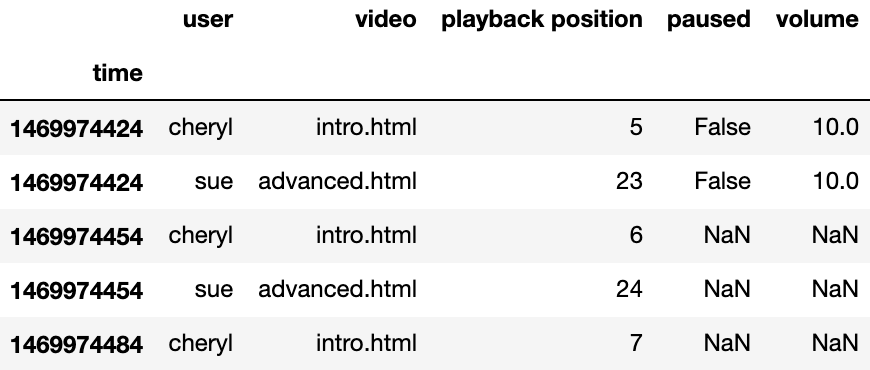 user video playback position paused volume
time
1469974424 cheryl intro.html 5 False 10.0
1469974424 sue advanced.html 23 False 10.0
1469974454 cheryl intro.html 6 NaN NaN
1469974454 sue advanced.html 24 NaN NaN
1469974484 cheryl intro.html 7 NaN NaN